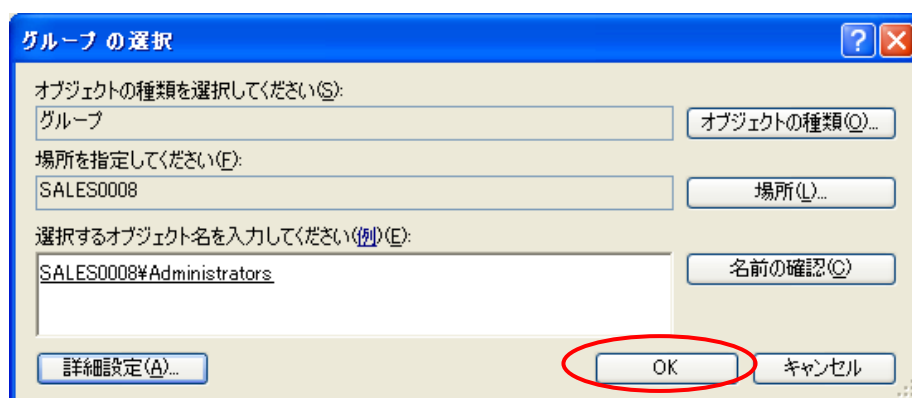 グループ の選択
オブジェクトの種類を選択してください(S):
グループ
オブジェクトの種類(O)...
場所を指定してください(F):
SALES0008
場所(L)...
選択するオブジェクト名を入力してください(例)(E):
SALES0008¥Administrators
名前の確認(C)
詳細設定(A)...
OK
キャンセル